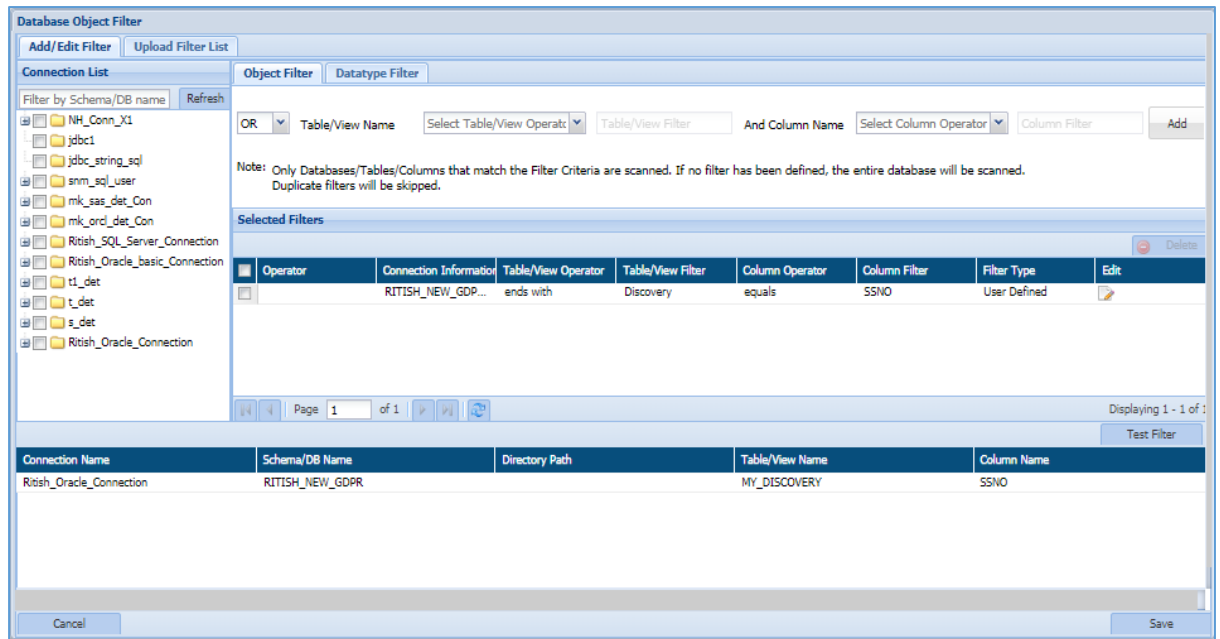 Database Object Filter
Add/Edit Filter Upload Filter List
Connection List
Filter by Schema/DB name Refresh
NH_Conn_X1
jdbc1
jdbc_string_sql
snm_sql_user
mk_sas_det_Con
mk_orcl_det_Con
Ritish_SQL_Server_Connection
Ritish_Oracle_basic_Connection
t1_det
t_det
s_det
Ritish_Oracle_Connection
Object Filter Datatype Filter
OR Table/View Name Select Table/View Operatc Table/View Filter And Column Name Select Column Operator Column Filter Add
Note: Only Databases/Tables/Columns that match the Filter Criteria are scanned. If no filter has been defined, the entire database will be scanned.
Duplicate filters will be skipped.
Selected Filters
Delete
Operator Connection Information Table/View Operator Table/View Filter Column Operator Column Filter Filter Type Edit
RITISH_NEW_GDP... ends with Discovery equals SSNO User Defined
Page 1 of 1 Displaying 1 - 1 of 1
Test Filter
Connection Name Schema/DB Name Directory Path Table/View Name Column Name
Ritish_Oracle_Connection RITISH_NEW_GDPR MY_DISCOVERY SSNO
Cancel Save